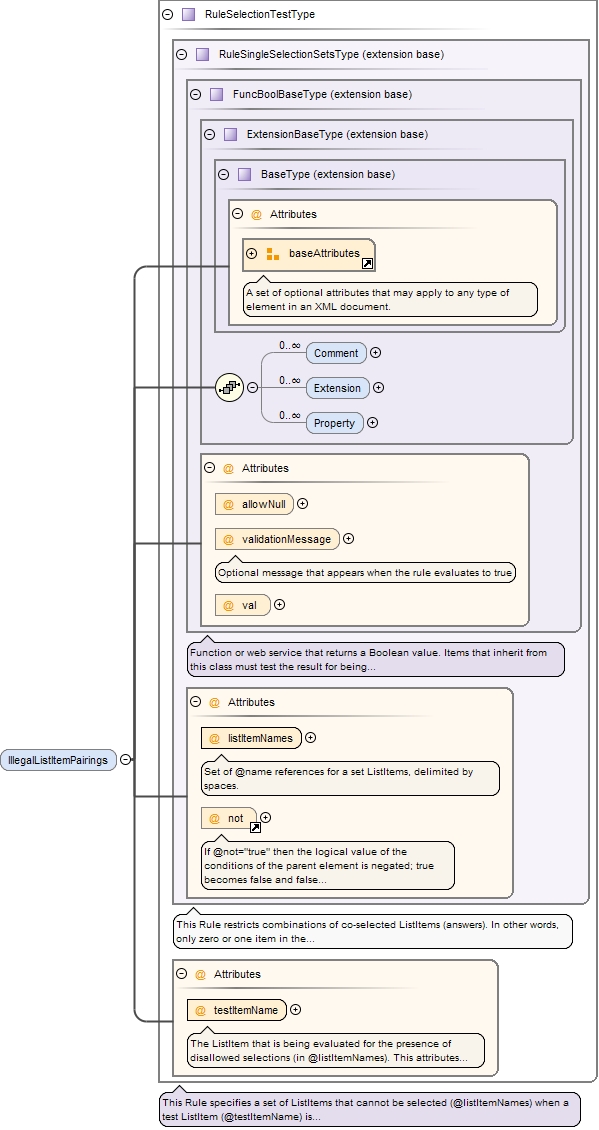 RuleSelectionTestType
RuleSingleSelectionSetsType (extension base)
FuncBoolBaseType (extension base)
ExtensionBaseType (extension base)
BaseType (extension base)
@ Attributes
baseAttributes
A set of optional attributes that may apply to any type of
element in an XML document.
0..∞
Comment
0..∞
Extension
0..∞
Property
@ Attributes
@ allowNull
@ validationMessage
Optional message that appears when the rule evaluates to true
@ val
Function or web service that returns a Boolean value. Items that inherit from
this class must test the result for being...
@ Attributes
@ listItemNames
IllegalListItemPairings
Set of @name references for a set ListItems, delimited by
spaces.
@ not
If @not="true" then the logical value of the
conditions of the parent element is negated; true
becomes false and false...
This Rule restricts combinations of co-selected ListItems (answers). In other words,
only zero or one item in the...
@ Attributes
@ testItemName
The ListItem that is being evaluated for the presence of
disallowed selections (in @listItemNames). This attributes...
This Rule specifies a set of ListItems that cannot be selected (@listItemNames) when a
test ListItem (@testItemName) is...